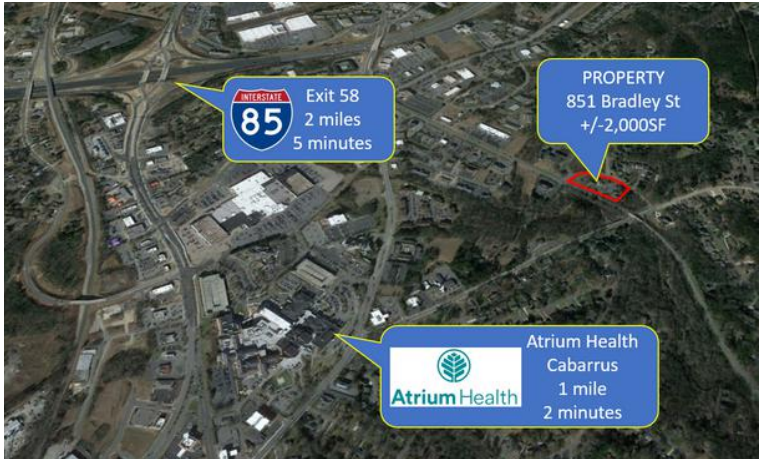 INTERSTATE
85
Exit 58
2 miles
5 minutes
PROPERTY
851 Bradley St
+/-2,000SF
Atrium Health
Atrium Health
Cabarrus
1 mile
2 minutes